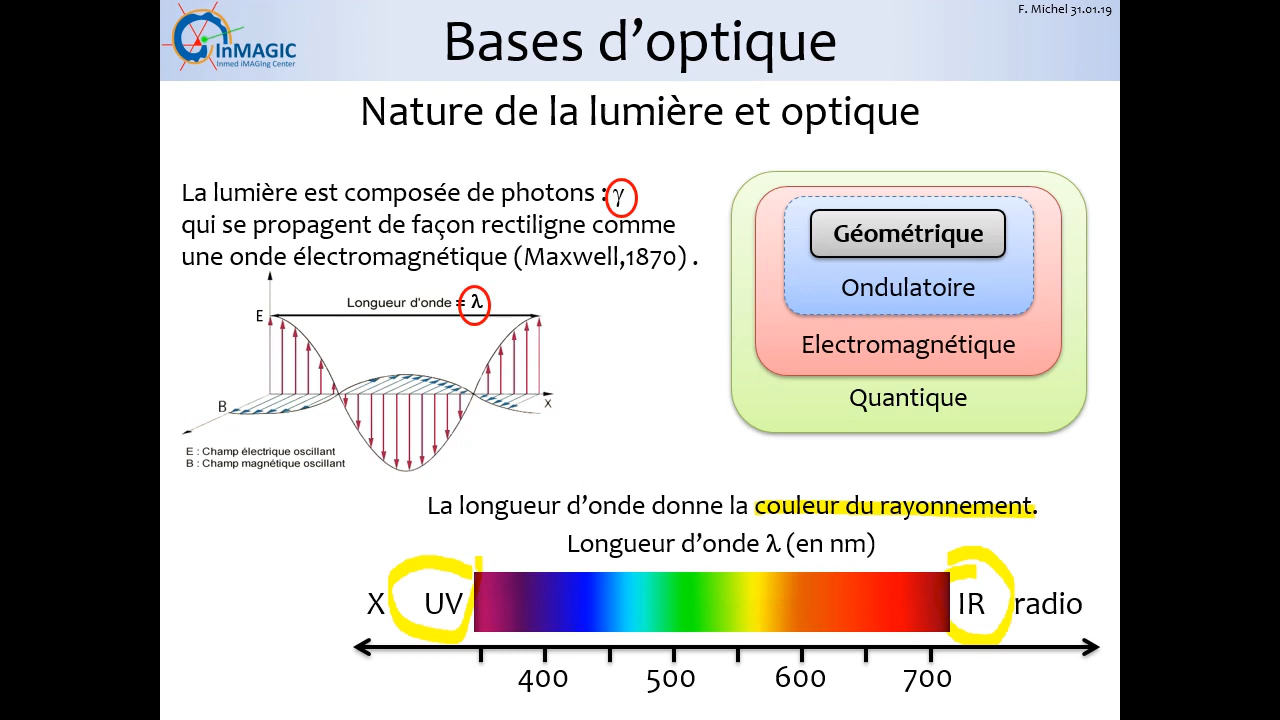 F. Michel 31.01.19
InMAGIC
Inmed iMAGIng Center
Bases d’optique
Nature de la lumière et optique
La lumière est composée de photons : γ
qui se propagent de façon rectiligne comme
une onde électromagnétique (Maxwell,1870) .
Longueur d'onde = λ
E
B
X
E : Champ électrique oscillant
B : Champ magnétique oscillant
Géométrique
Ondulatoire
Electromagnétique
Quantique
La longueur d’onde donne la couleur du rayonnement.
Longueur d’onde λ (en nm)
X UV IR radio
400 500 600 700